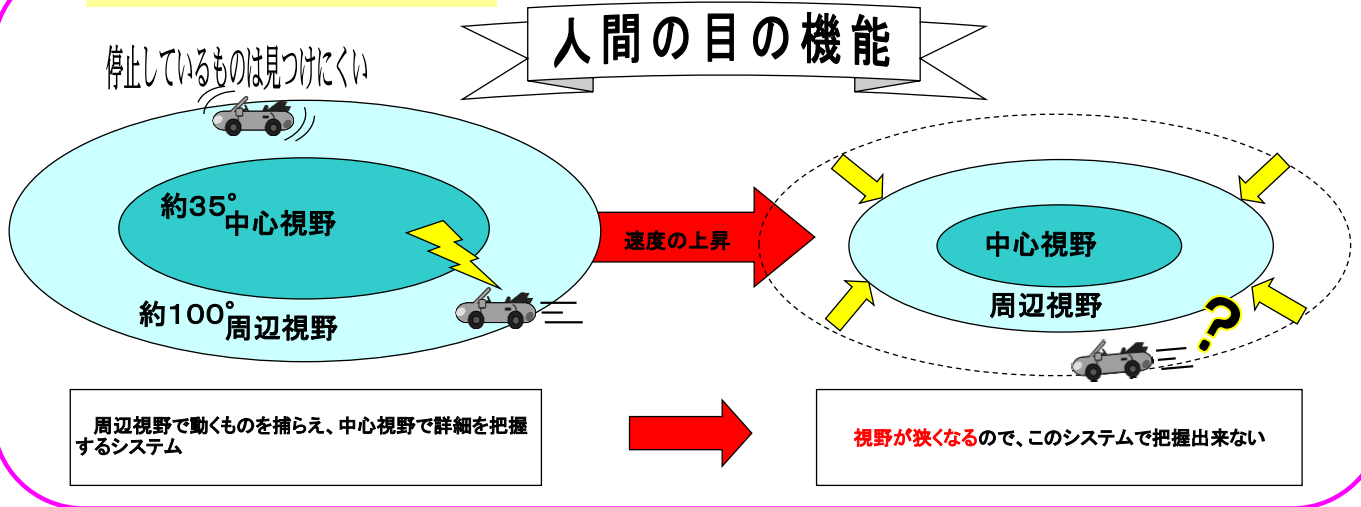 人間の目の機能
停止しているものは見つけにくい
約35°
中心視野
約100°
周辺視野
速度の上昇
中心視野
周辺視野
?
周辺視野で動くものを捕らえ、中心視野で詳細を把握
するシステム
視野が狭くなるので、このシステムで把握出来ない